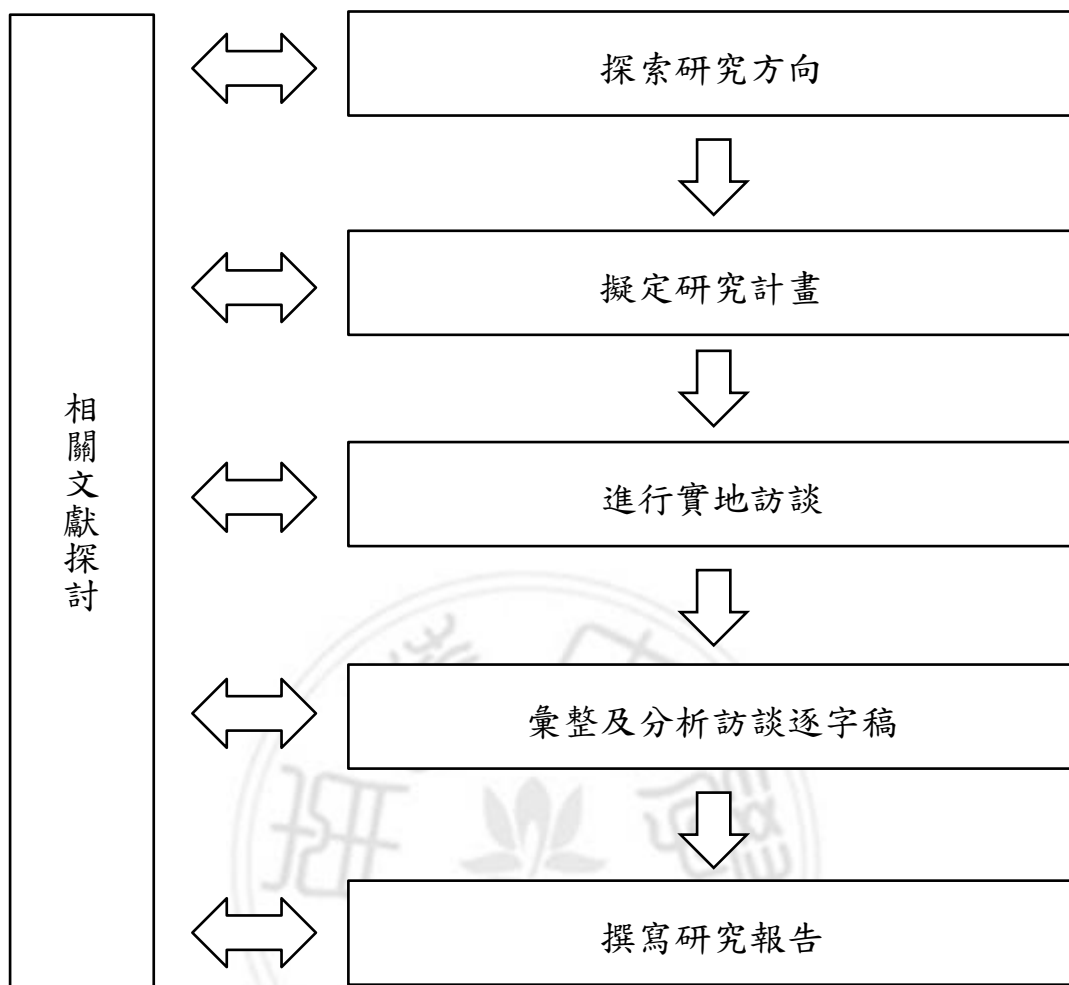 探索研究方向
擬定研究計畫
相關文獻探討
進行實地訪談
彙整及分析訪談逐字稿
撰寫研究報告